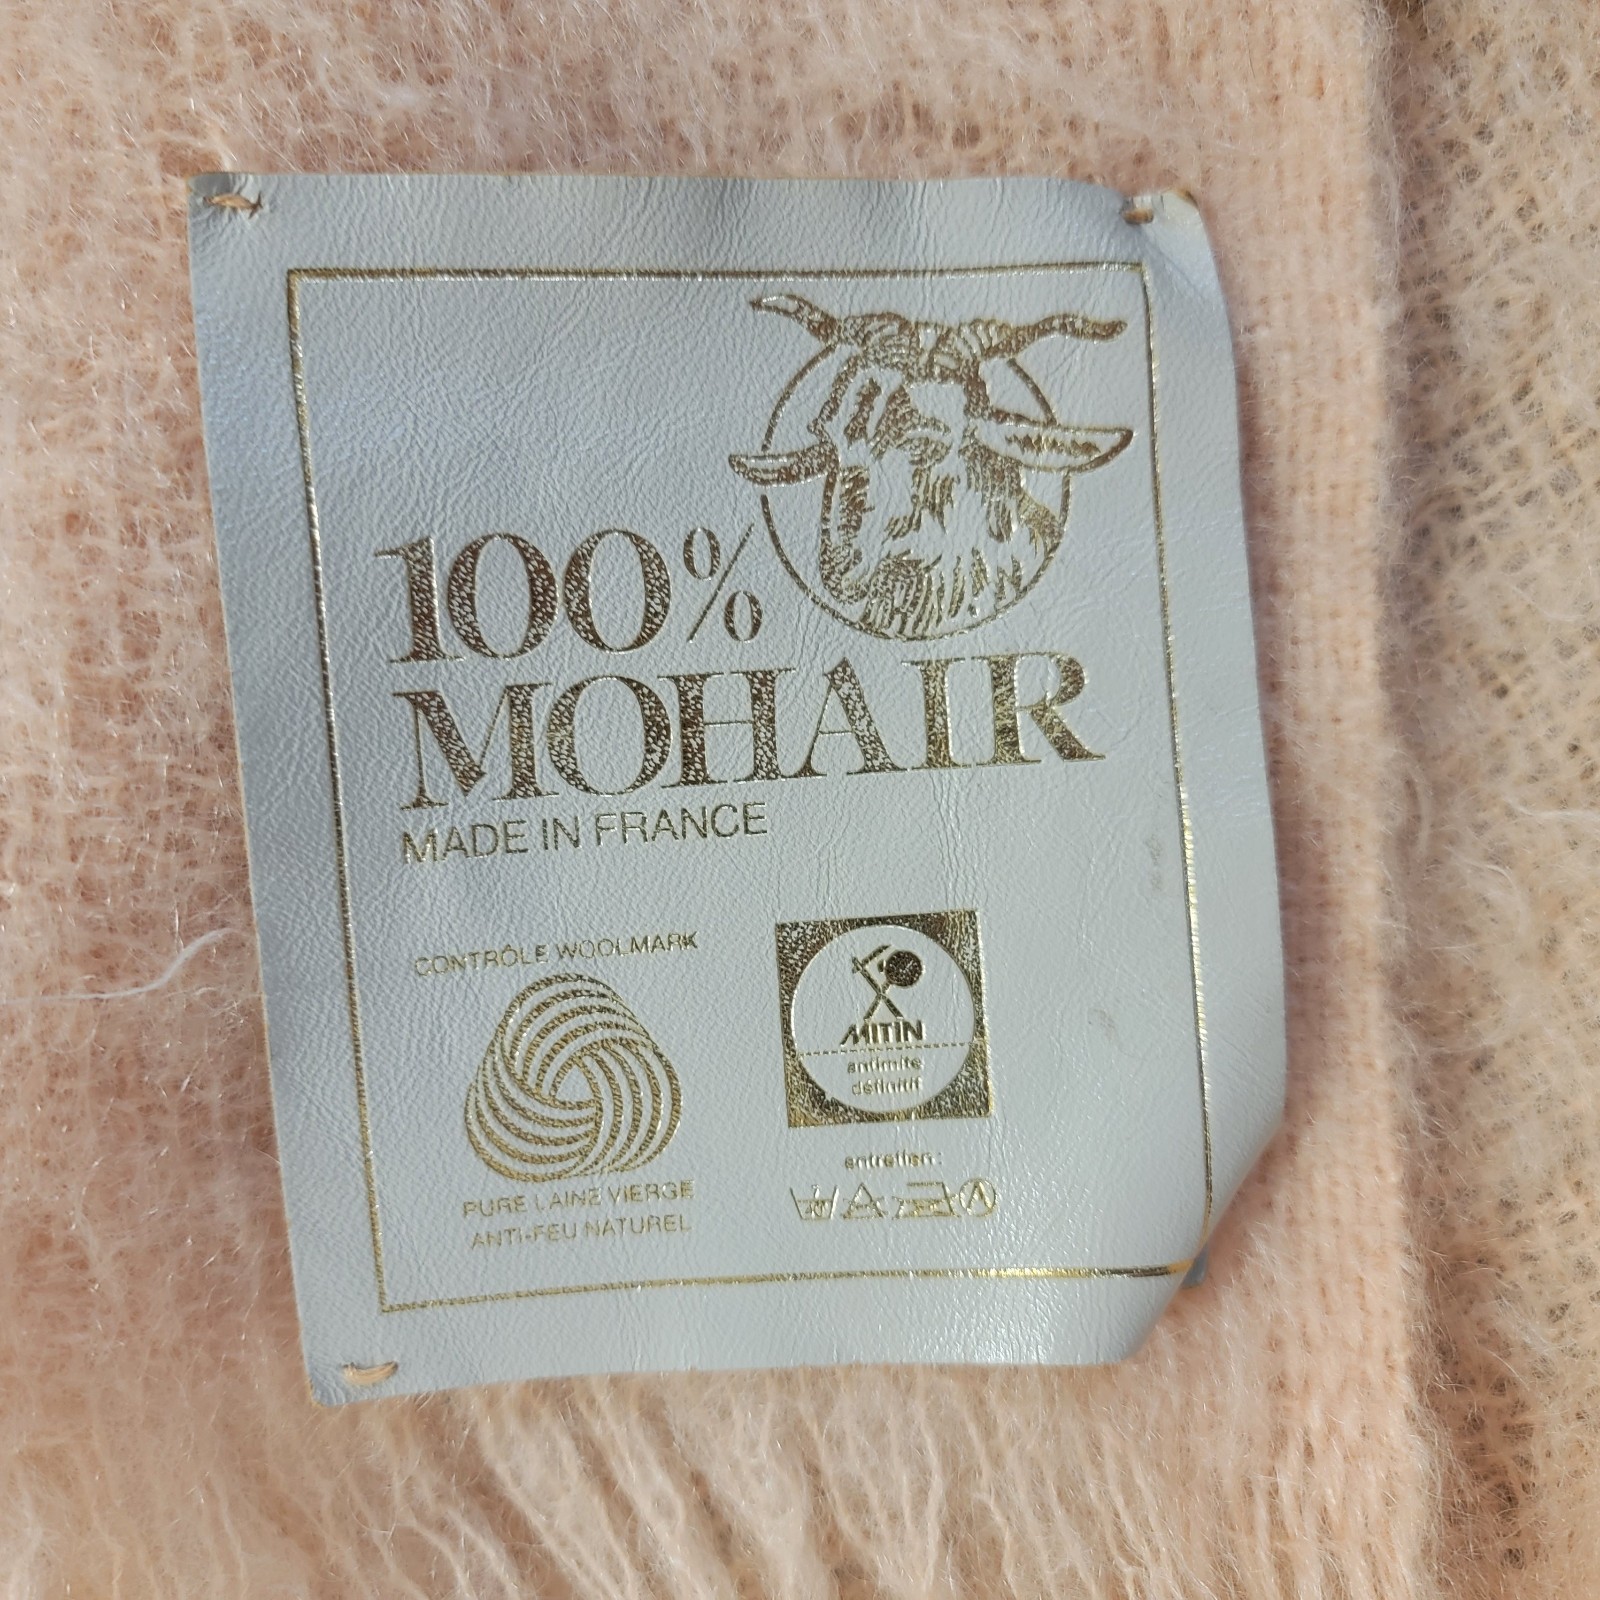 100%
MOHAIR
MADE IN FRANCE
CONTRÔLE WOOLMARK
PURE LAINE VIERGE
ANTI-FEU NATUREL
MITIN
antimite
définitif
entretien:
A